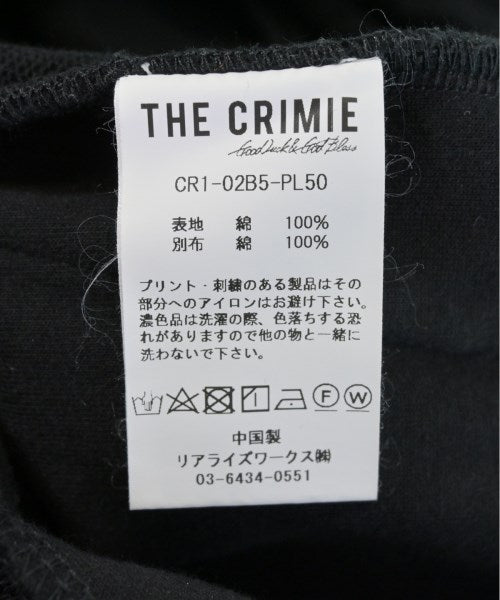 THE CRIMIE
Good Luck & God Bless
CR1-02B5-PL50
表地 綿 100%
別布 綿 100%
プリント・刺繍のある製品はその
部分へのアイロンはお避け下さい。
濃色品は洗濯の際、色落ちする恐
れがありますので他の物と一緒に
洗わないで下さい。
F W
中国製
リアライズワークス㈱
03-6434-0551